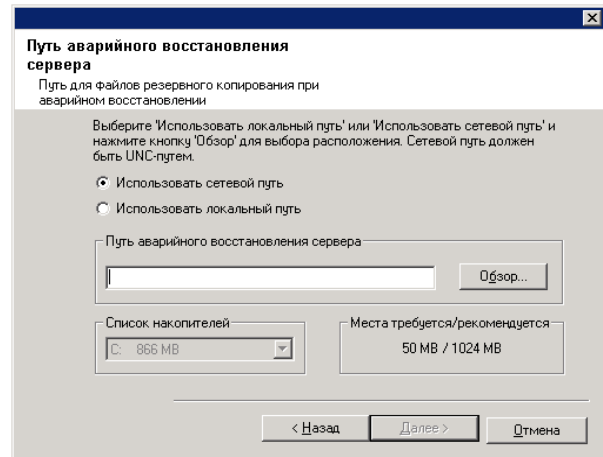 Путь аварийного восстановления
сервера
Путь для файлов резервного копирования при
аварийном восстановлении
Выберите 'Использовать локальный путь' или 'Использовать сетевой путь' и
нажмите кнопку 'Обзор' для выбора расположения. Сетевой путь должен
быть UNC-путем.
Использовать сетевой путь
Использовать локальный путь
Путь аварийного восстановления сервера
Обзор...
Список накопителей
C: 866 MB
Места требуется/рекомендуется
50 MB / 1024 MB
< Назад
Далее >
Отмена